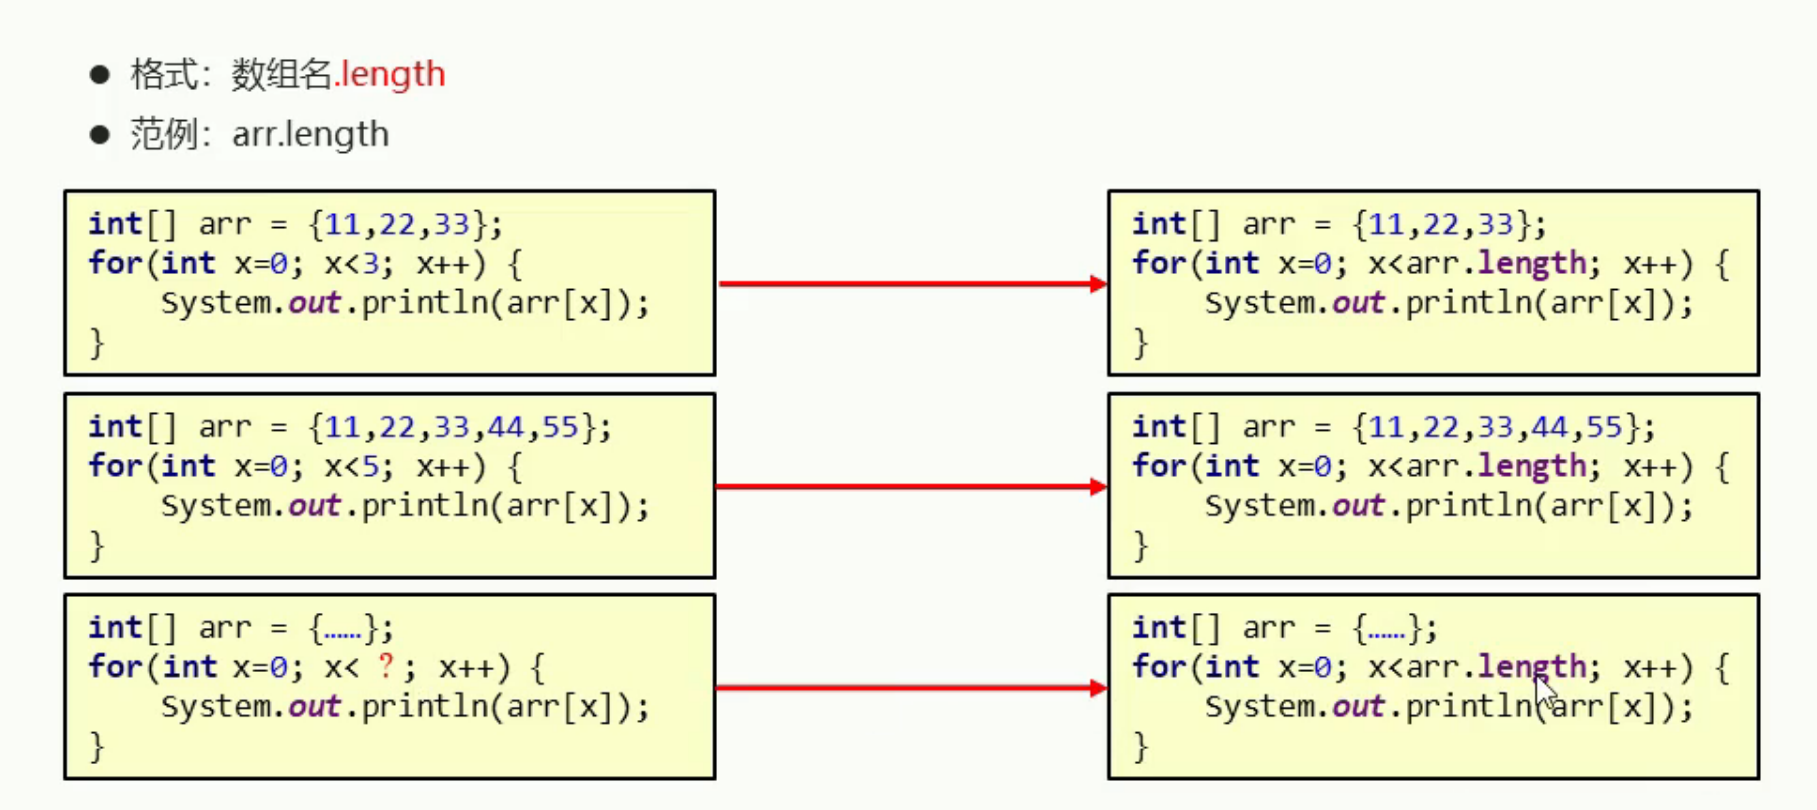 ● 格式：数组名.length
● 范例：arr.length
int[] arr = {11,22,33};
for(int x=0; x<3; x++) {
    System.out.println(arr[x]);
}
int[] arr = {11,22,33};
for(int x=0; x<arr.length; x++) {
    System.out.println(arr[x]);
}
int[] arr = {11,22,33,44,55};
for(int x=0; x<5; x++) {
    System.out.println(arr[x]);
}
int[] arr = {11,22,33,44,55};
for(int x=0; x<arr.length; x++) {
    System.out.println(arr[x]);
}
int[] arr = {……};
for(int x=0; x< ? ; x++) {
    System.out.println(arr[x]);
}
int[] arr = {……};
for(int x=0; x<arr.length; x++) {
    System.out.println(arr[x]);
}